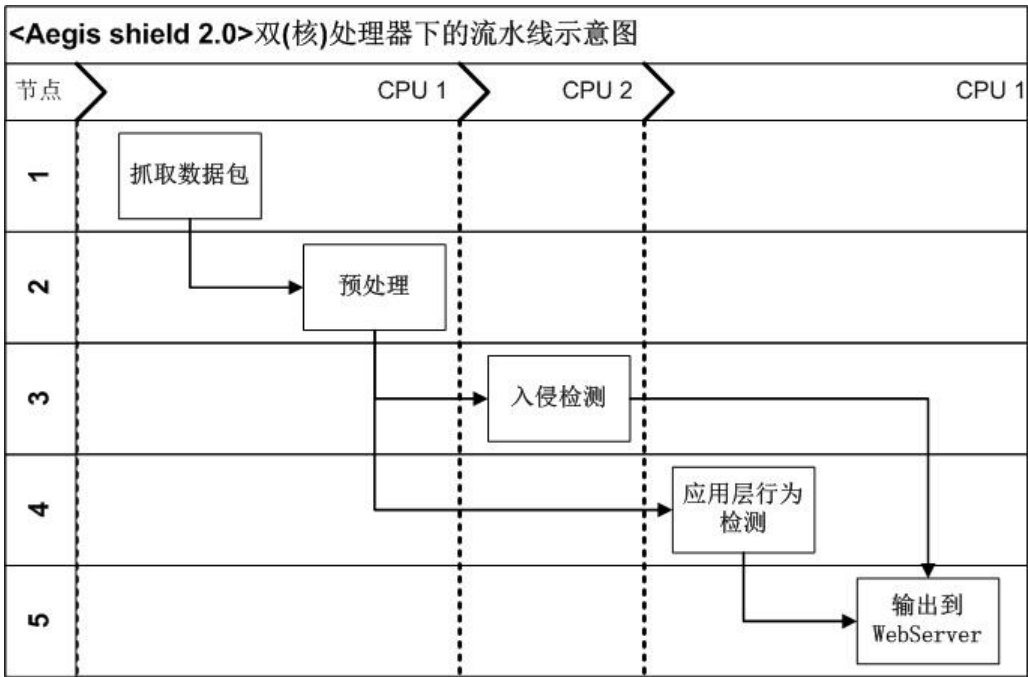 <Aegis shield 2.0>双(核)处理器下的流水线示意图
节点
CPU 1
CPU 2
CPU 1
1
抓取数据包
2
预处理
3
入侵检测
4
应用层行为
检测
5
输出到
WebServer